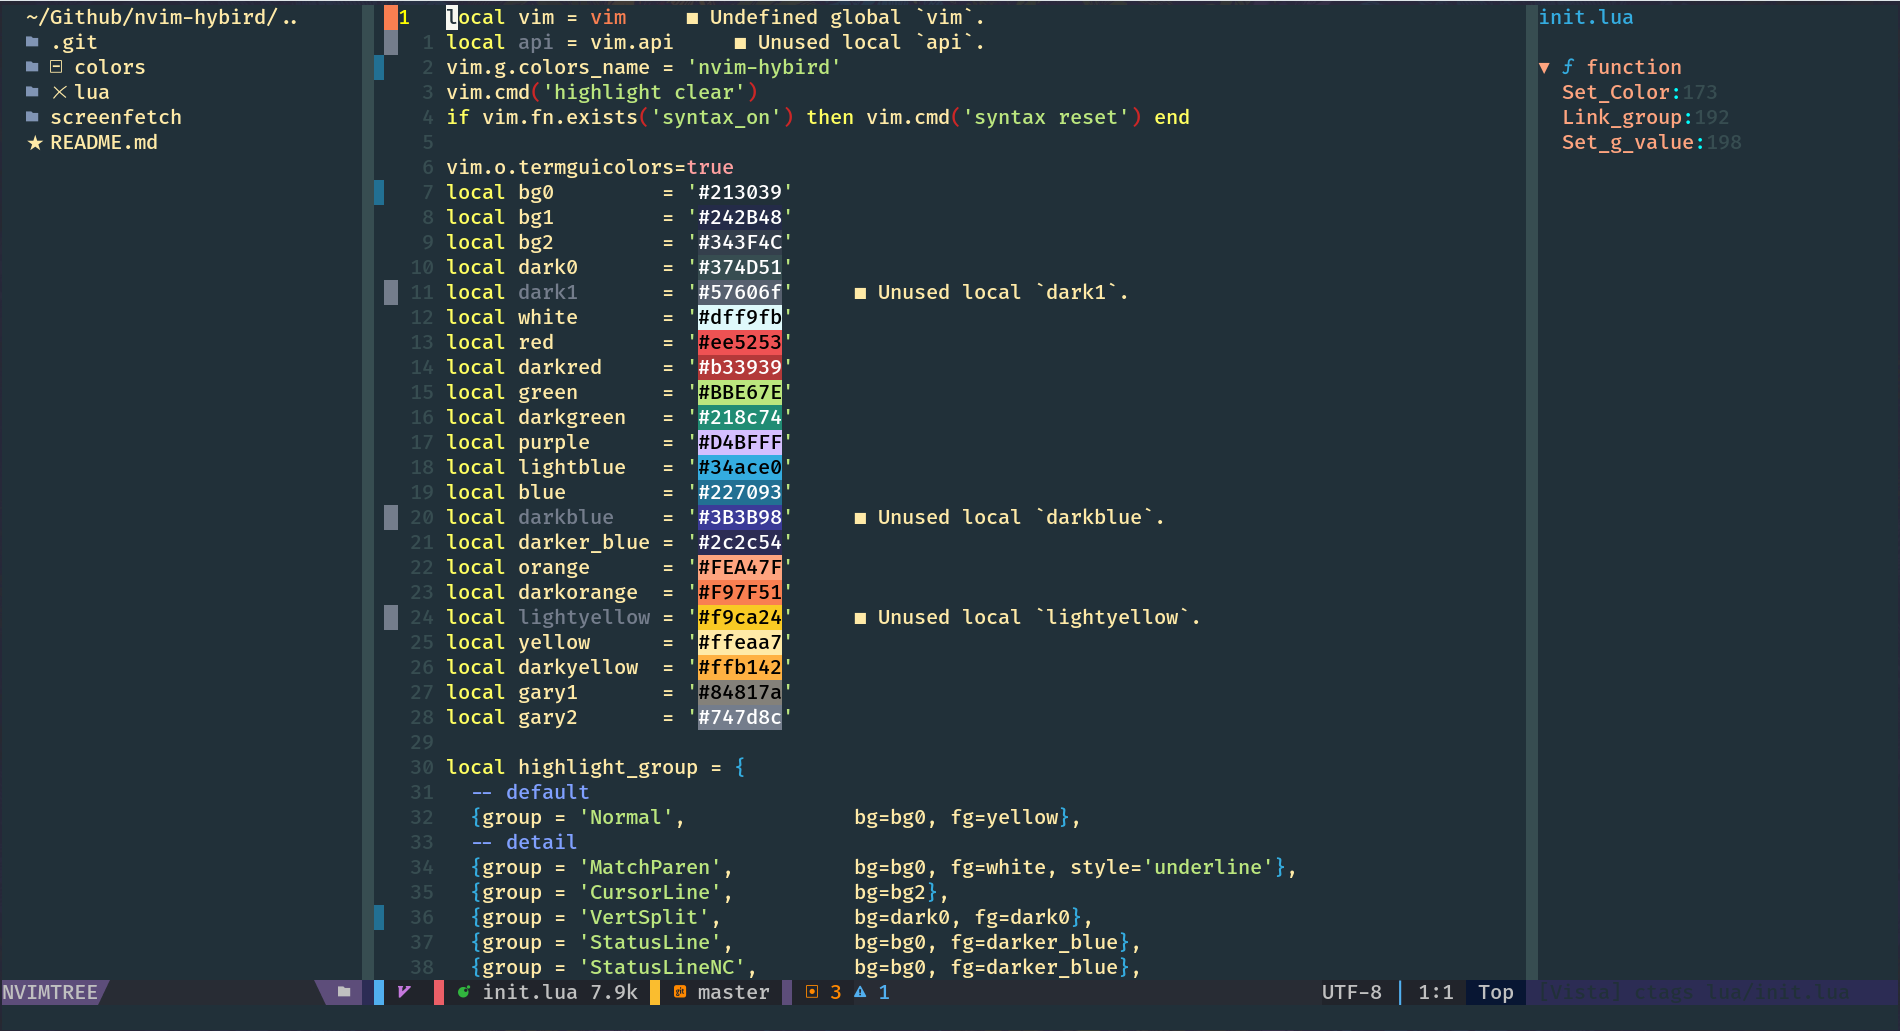 ~/Github/nvim-hybird/..
.git
colors
lua
screenfetch
README.md
1 local vim = vim ■ Undefined global `vim`.
1 local api = vim.api ■ Unused local `api`.
2 vim.g.colors_name = 'nvim-hybird'
3 vim.cmd('highlight clear')
4 if vim.fn.exists('syntax_on') then vim.cmd('syntax reset') end
5
6 vim.o.termguicolors=true
7 local bg0 = '#213039'
8 local bg1 = '#242B48'
9 local bg2 = '#343F4C'
10 local dark0 = '#374D51'
11 local dark1 = '#57606f' ■ Unused local `dark1`.
12 local white = '#dff9fb'
13 local red = '#ee5253'
14 local darkred = '#b33939'
15 local green = '#BBE67E'
16 local darkgreen = '#218c74'
17 local purple = '#D4BFFF'
18 local lightblue = '#34ace0'
19 local blue = '#227093'
20 local darkblue = '#3B3B98' ■ Unused local `darkblue`.
21 local darker_blue = '#2c2c54'
22 local orange = '#FEA47F'
23 local darkorange = '#F97F51'
24 local lightyellow = '#f9ca24' ■ Unused local `lightyellow`.
25 local yellow = '#ffeaa7'
26 local darkyellow = '#ffb142'
27 local gary1 = '#84817a'
28 local gary2 = '#747d8c'
29
30 local highlight_group = {
31 -- default
32 {group = 'Normal', bg=bg0, fg=yellow},
33 -- detail
34 {group = 'MatchParen', bg=bg0, fg=white, style='underline'},
35 {group = 'CursorLine', bg=bg2},
36 {group = 'VertSplit', bg=dark0, fg=dark0},
37 {group = 'StatusLine', bg=bg0, fg=darker_blue},
38 {group = 'StatusLineNC', bg=bg0, fg=darker_blue},
init.lua
▼ ƒ function
Set_Color:173
Link_group:192
Set_g_value:198
NVIMTREE
init.lua 7.9k master 3 1 UTF-8 1:1 Top
[Vista] ctags lua/init.lua